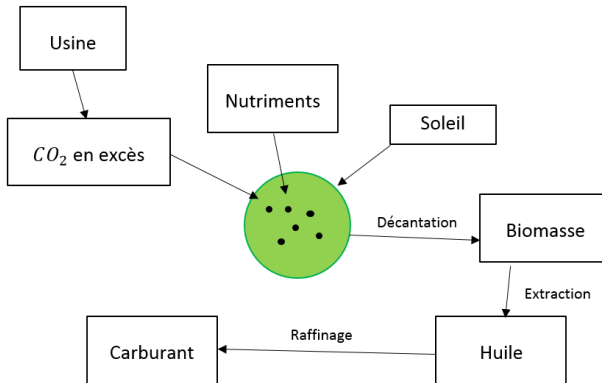 Usine
Nutriments
Soleil
CO₂ en excès
Décantation
Biomasse
Extraction
Raffinage
Carburant
Huile